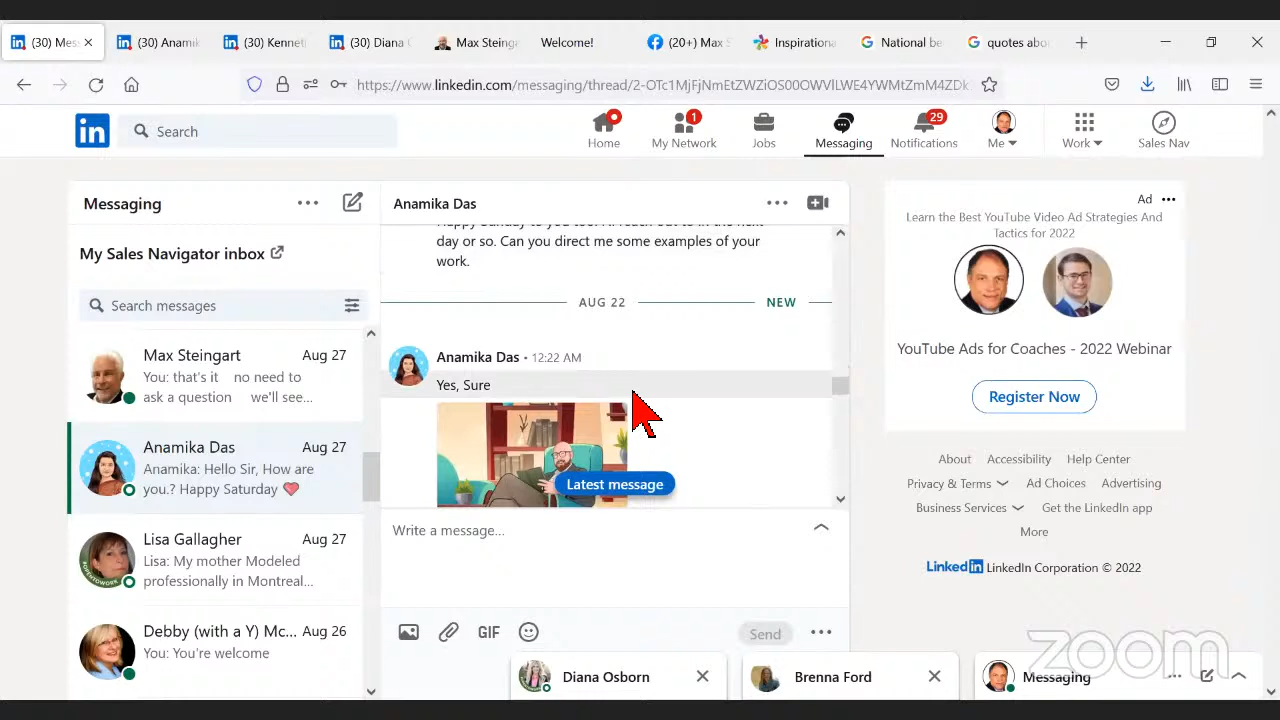 (30) Mes
(30) Anamik
(30) Kennet
(30) Diana
Max Steinga
Welcome!
(20+) Max S
Inspirationa
National be
quotes abo
https://www.linkedin.com/messaging/thread/
in
Search
Home
1
My Network
Jobs
Messaging
29
Notifications
Me
Work
Sales Nav
Messaging
My Sales Navigator inbox
Search messages
Max Steingart Aug 27
You: that's it no need to
ask a question we'll see...
Anamika Das Aug 27
Anamika: Hello Sir, How are
you.? Happy Saturday ❤️
Lisa Gallagher Aug 27
Lisa: My mother Modeled
professionally in Montreal...
#OPENTOWORK
Debby (with a Y) Mc... Aug 26
You: You're welcome
Anamika Das
day or so. Can you direct me some examples of your
work.
AUG 22 NEW
Anamika Das • 12:22 AM
Yes, Sure
Latest message
Write a message...
GIF
Send
Ad
Learn the Best YouTube Video Ad Strategies And
Tactics for 2022
YouTube Ads for Coaches - 2022 Webinar
Register Now
About Accessibility Help Center
Privacy & Terms Ad Choices Advertising
Business Services Get the LinkedIn app
More
LinkedIn LinkedIn Corporation © 2022
Diana Osborn
Brenna Ford
Messaging
zoom